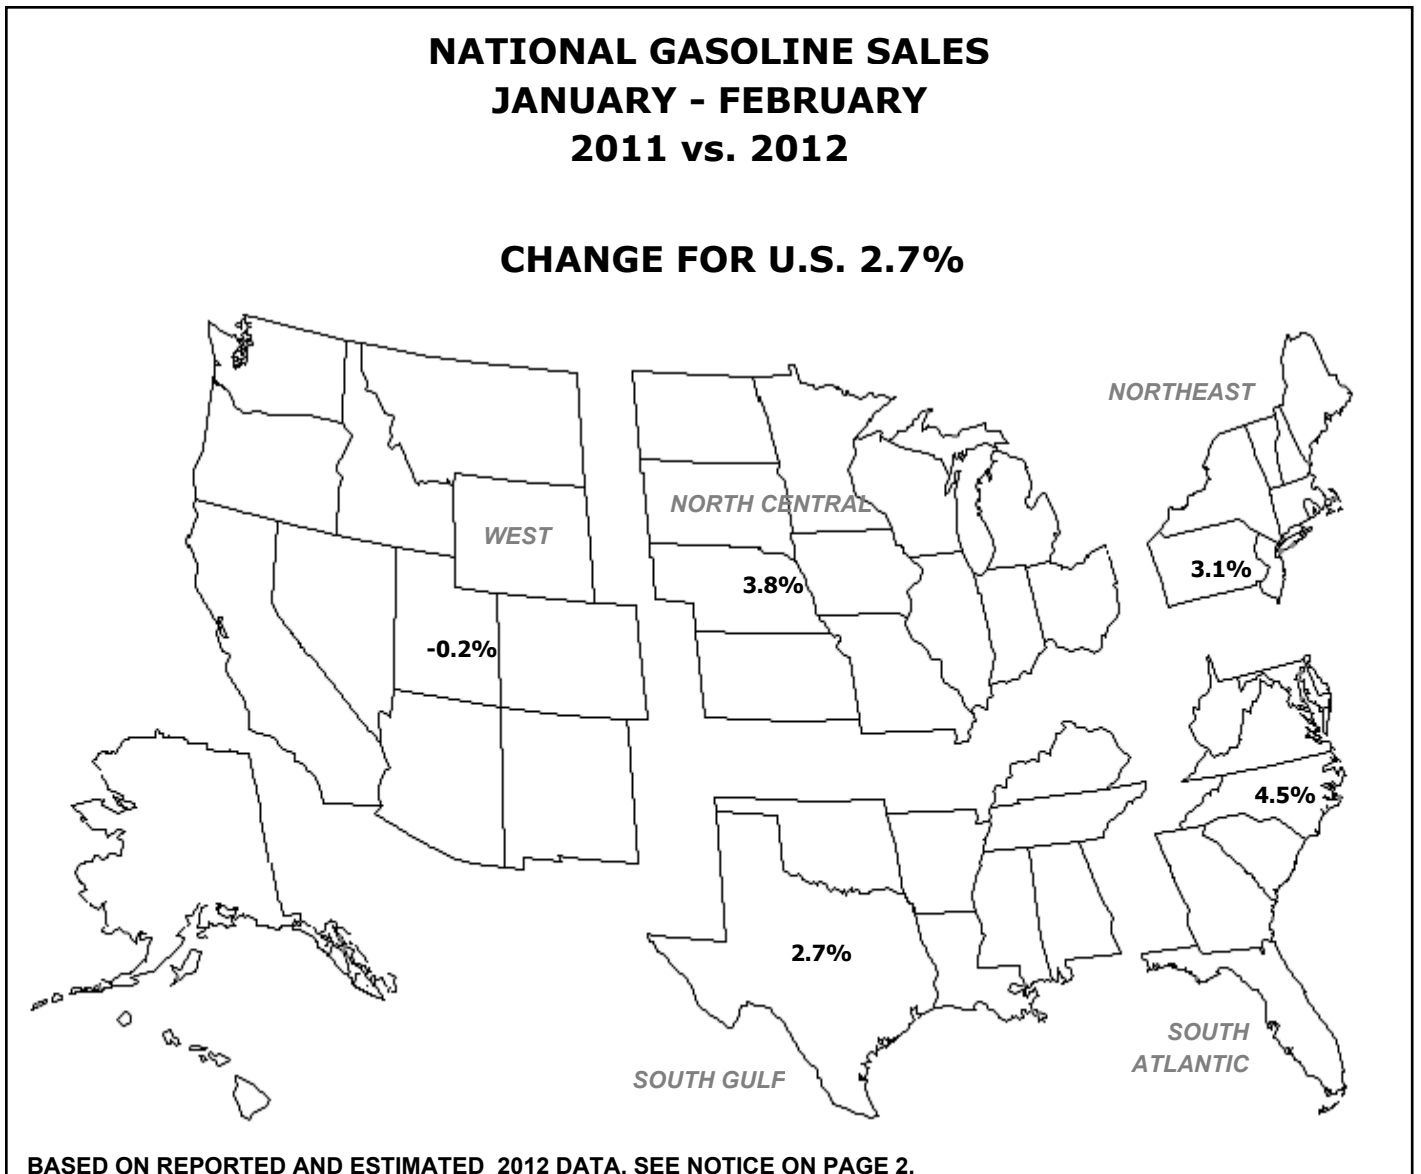 NATIONAL GASOLINE SALES
JANUARY - FEBRUARY
2011 vs. 2012
CHANGE FOR U.S. 2.7%
NORTHEAST
NORTH CENTRAL
WEST
3.1%
3.8%
-0.2%
4.5%
2.7%
SOUTH
ATLANTIC
SOUTH GULF
BASED ON REPORTED AND ESTIMATED  2012 DATA. SEE NOTICE ON PAGE 2.